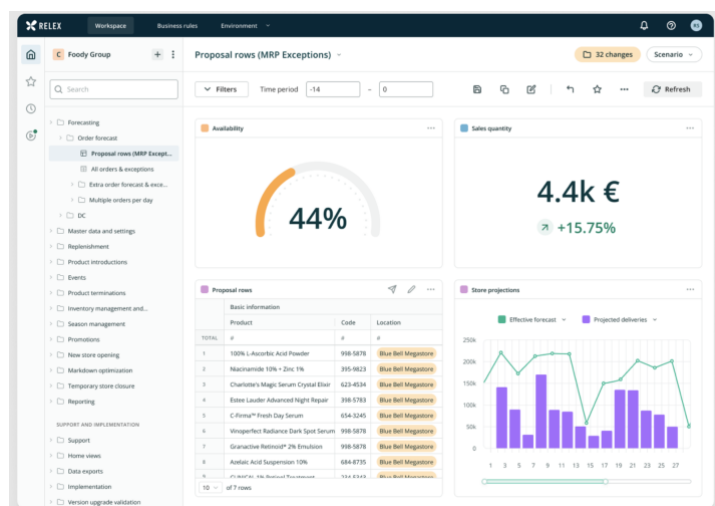 RELEX
Workspace
Business rules
Environment
KS
C Foody Group
Proposal rows (MRP Exceptions)
32 changes
Scenario
Search
Filters
Time period
-14
–
0
Refresh
Forecasting
Order forecast
Proposal rows (MRP Except...
All orders & exceptions
Extra order forecast & exce...
Multiple orders per day
DC
Master data and settings
Replenishment
Product introductions
Events
Product terminations
Inventory management and...
Season management
Promotions
New store opening
Markdown optimization
Temporary store closure
Reporting
SUPPORT AND IMPLEMENTATION
Support
Home views
Data exports
Implementation
Version upgrade validation
Availability
44%
Sales quantity
4.4k €
+15.75%
Proposal rows
Basic information
Product Code Location
TOTAL # # #
1 100% L-Ascorbic Acid Powder 998-5878 Blue Bell Megastore
2 Niacinamide 10% + Zinc 1% 395-9823 Blue Bell Megastore
3 Charlotte's Magic Serum Crystal Elixir 623-4534 Blue Bell Megastore
4 Estee Lauder Advanced Night Repair 398-5783 Blue Bell Megastore
5 C-Firma™ Fresh Day Serum 654-3245 Blue Bell Megastore
6 Vinoperfect Radiance Dark Spot Serum 998-5878 Blue Bell Megastore
7 Granactive Retinoid* 2% Emulsion 998-5878 Blue Bell Megastore
8 Azelaic Acid Suspension 10% 684-8735 Blue Bell Megastore
10
of 7 rows
Store projections
Effective forecast
Projected deliveries
250k
200k
150k
100k
50k
0
1 3 5 7 9 11 13 15 17 19 21 23 25 27